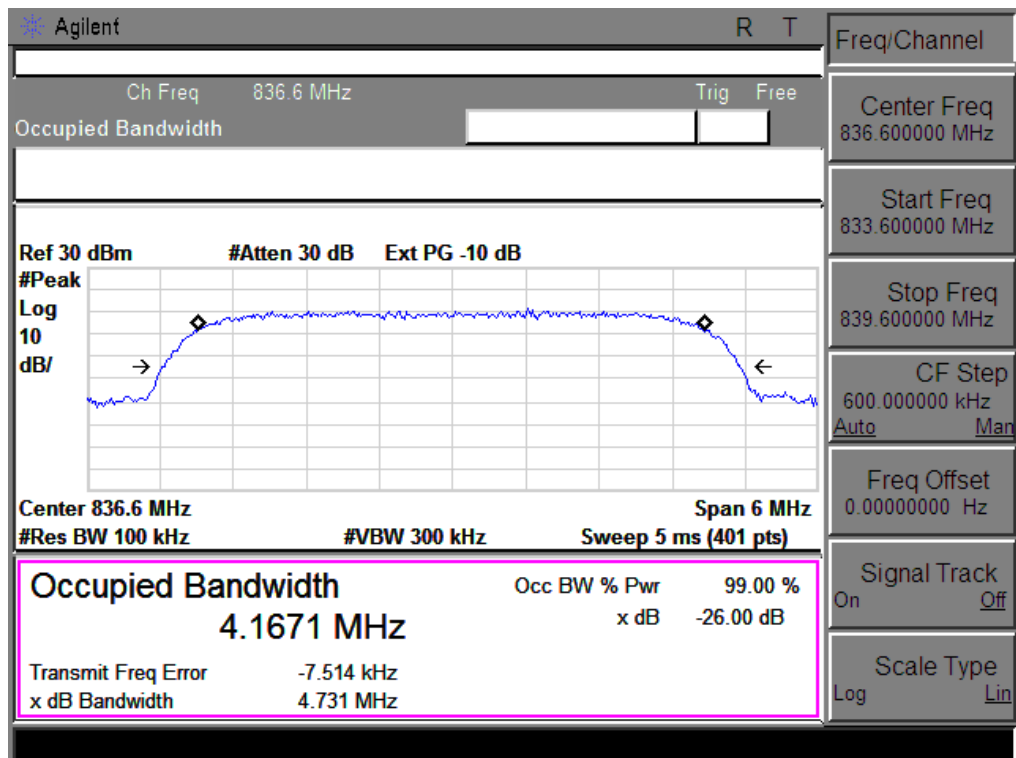 Agilent R T
Ch Freq 836.6 MHz Trig Free
Occupied Bandwidth
Ref 30 dBm #Atten 30 dB Ext PG -10 dB
#Peak
Log
10
dB/
Center 836.6 MHz Span 6 MHz
#Res BW 100 kHz #VBW 300 kHz Sweep 5 ms (401 pts)
Occupied Bandwidth Occ BW % Pwr 99.00 %
4.1671 MHz x dB -26.00 dB
Transmit Freq Error -7.514 kHz
x dB Bandwidth 4.731 MHz
Freq/Channel
Center Freq
836.600000 MHz
Start Freq
833.600000 MHz
Stop Freq
839.600000 MHz
CF Step
600.000000 kHz
Auto Man
Freq Offset
0.00000000 Hz
Signal Track
On Off
Scale Type
Log Lin